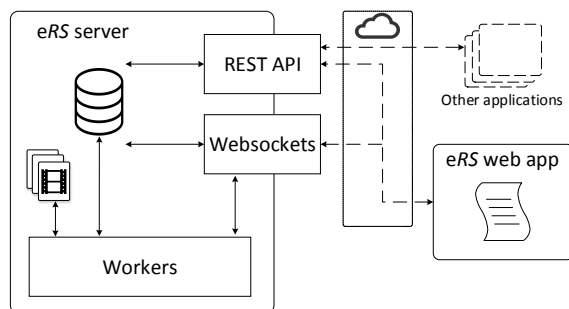 eRS server
REST API
Websockets
Workers
Other applications
eRS web app